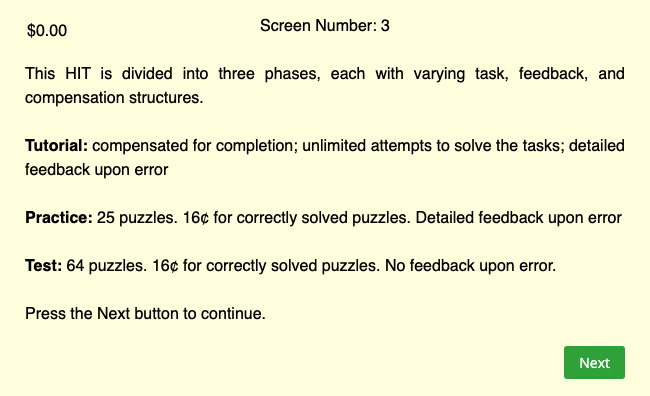 $0.00
Screen Number: 3
This HIT is divided into three phases, each with varying task, feedback, and
compensation structures.
Tutorial: compensated for completion; unlimited attempts to solve the tasks; detailed
feedback upon error
Practice: 25 puzzles. 16¢ for correctly solved puzzles. Detailed feedback upon error
Test: 64 puzzles. 16¢ for correctly solved puzzles. No feedback upon error.
Press the Next button to continue.
Next